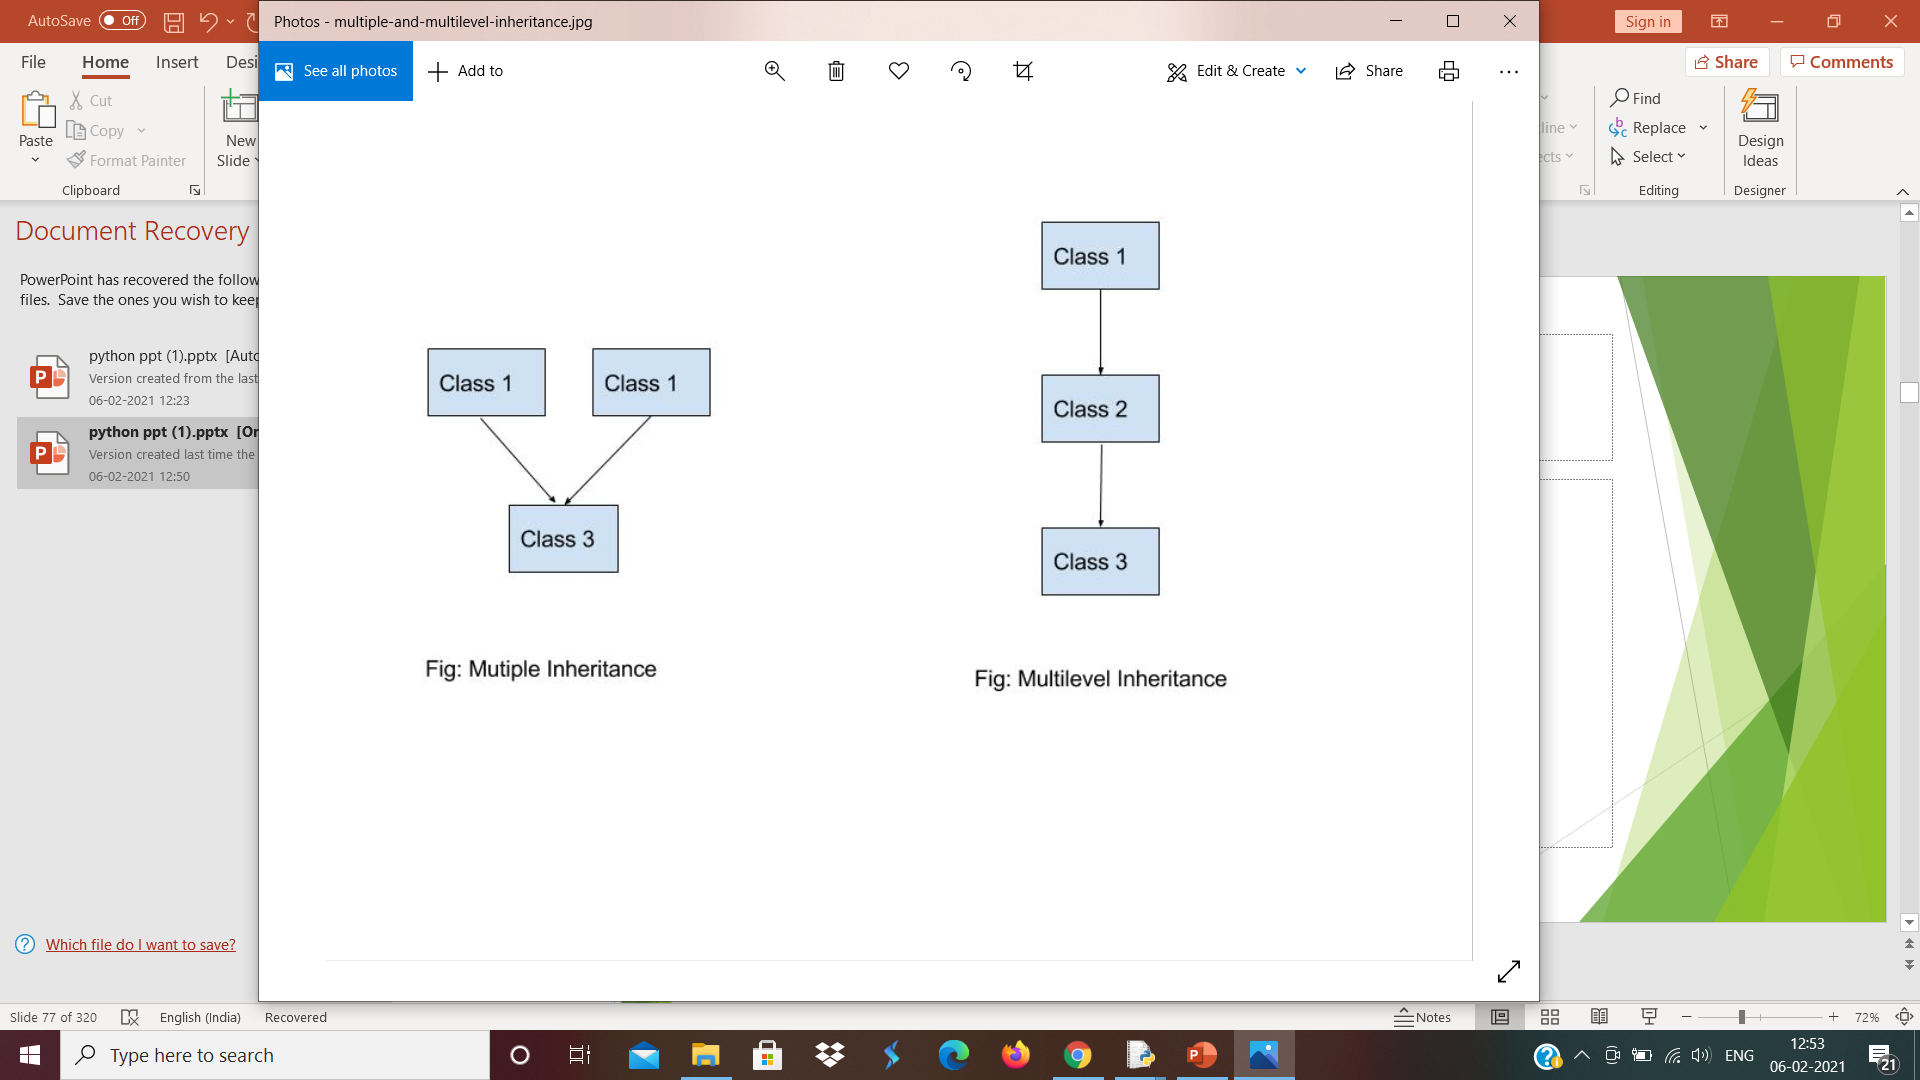 AutoSave Off
Photos - multiple-and-multilevel-inheritance.jpg
Sign in
File Home Insert
See all photos
Add to
Edit & Create
Share
Share
Comments
Paste
Cut
Copy
Format Painter
Clipboard
New
Slide
Find
Replace
Select
Editing
Design
Ideas
Designer
Document Recovery
PowerPoint has recovered the
files. Save the ones you wish to
python ppt (1).pptx
Version created from the last
06-02-2021 12:23
python ppt (1).pptx
Version created last time the
06-02-2021 12:50
Which file do I want to save?
Class 1
Class 1
Class 3
Fig: Mutiple Inheritance
Class 1
Class 2
Class 3
Fig: Multilevel Inheritance
Slide 77 of 320
English (India)
Recovered
Notes
72%
Type here to search
ENG
12:53
06-02-2021
21